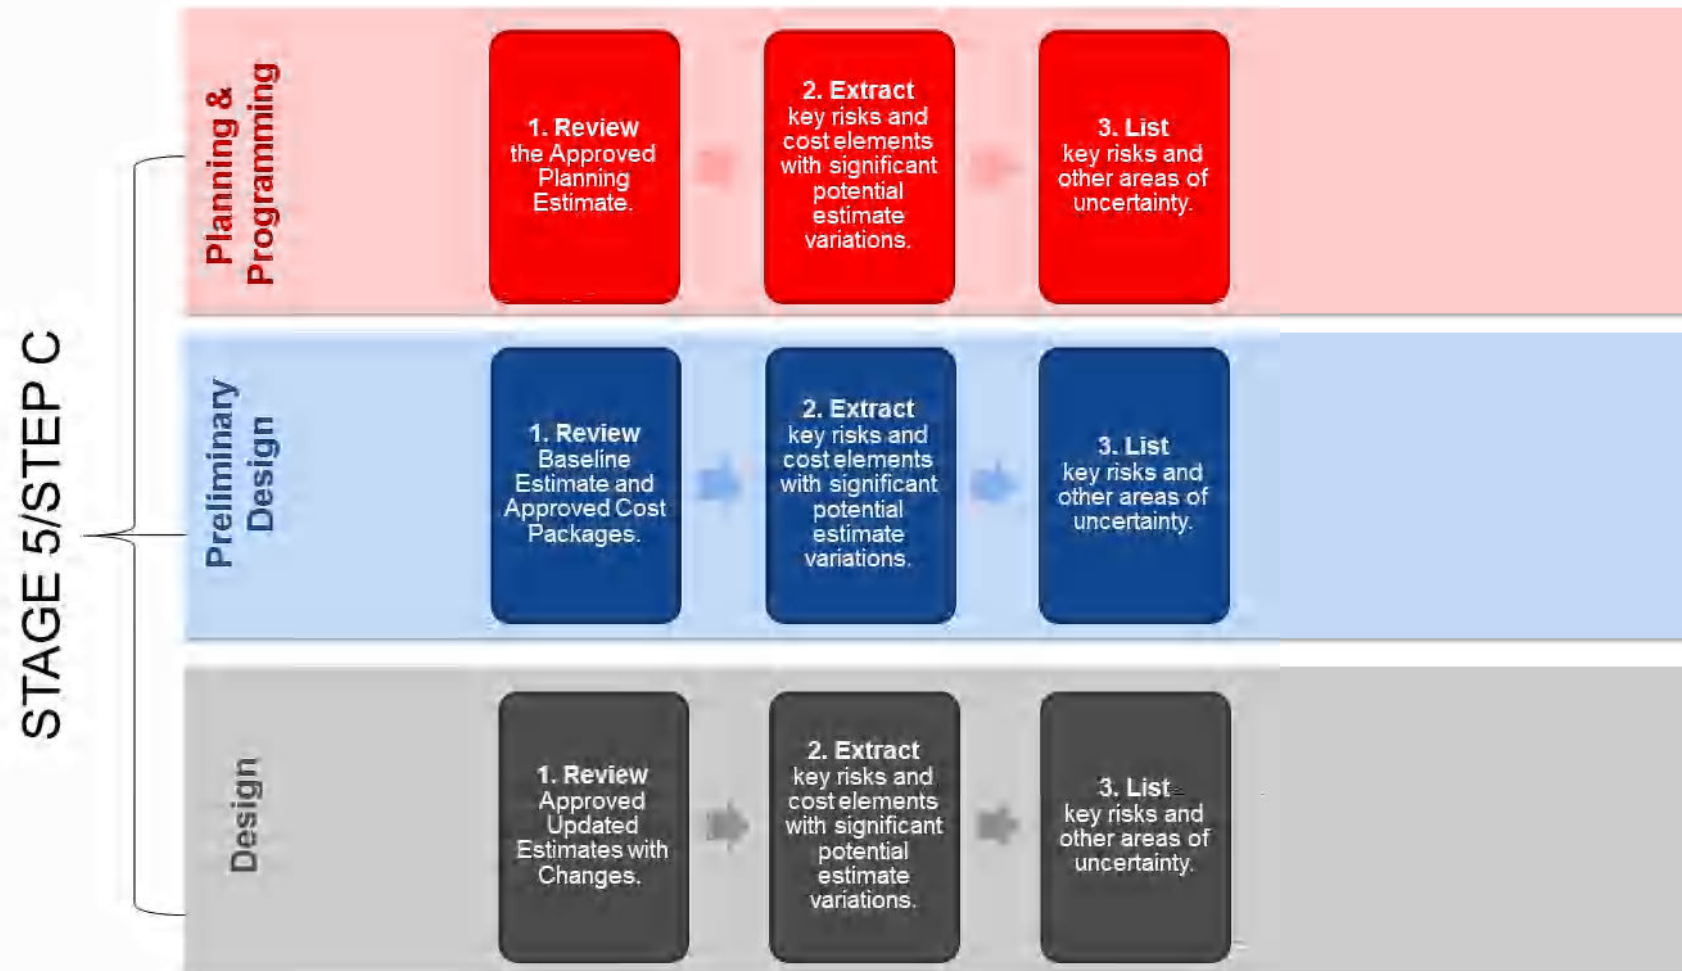 STAGE 5/STEP C
Planning &
Programming
1. Review
the Approved
Planning
Estimate.
2. Extract
key risks and
cost elements
with significant
potential
estimate
variations.
3. List
key risks and
other areas of
uncertainty.
Preliminary
Design
1. Review
Baseline
Estimate and
Approved Cost
Packages.
2. Extract
key risks and
cost elements
with significant
potential
estimate
variations.
3. List
key risks and
other areas of
uncertainty.
Design
1. Review
Approved
Updated
Estimates with
Changes.
2. Extract
key risks and
cost elements
with significant
potential
estimate
variations.
3. List
key risks and
other areas of
uncertainty.